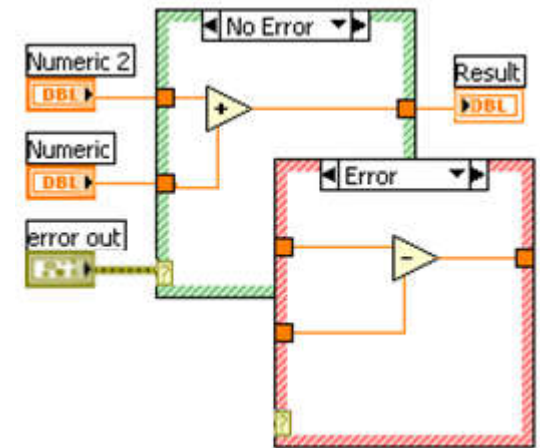 No Error
Numeric 2
DBL
+
Result
DBL
Numeric
DBL
Error
error out
?
-
?